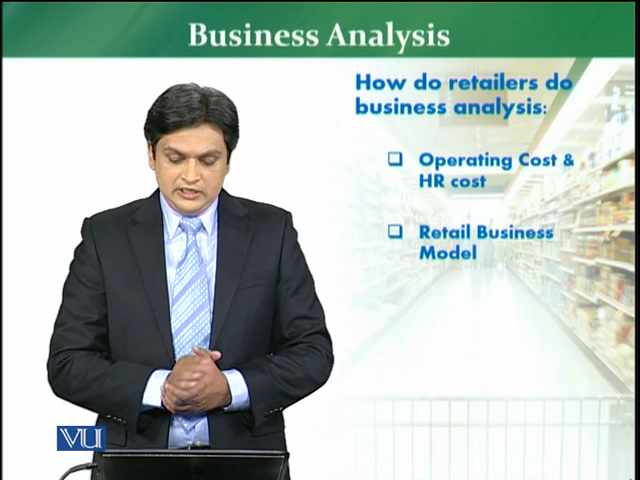 Business Analysis
How do retailers do
business analysis:
Operating Cost &
HR cost
Retail Business
Model
VU